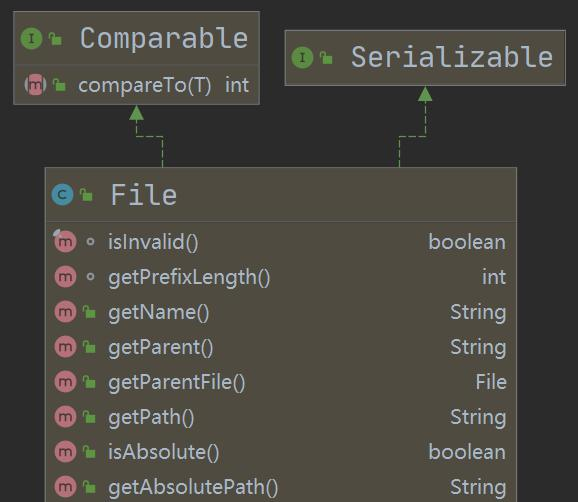 Comparable
compareTo(T) int
Serializable
File
isInvalid() boolean
getPrefixLength() int
getName() String
getParent() String
getParentFile() File
getPath() String
isAbsolute() boolean
getAbsolutePath() String